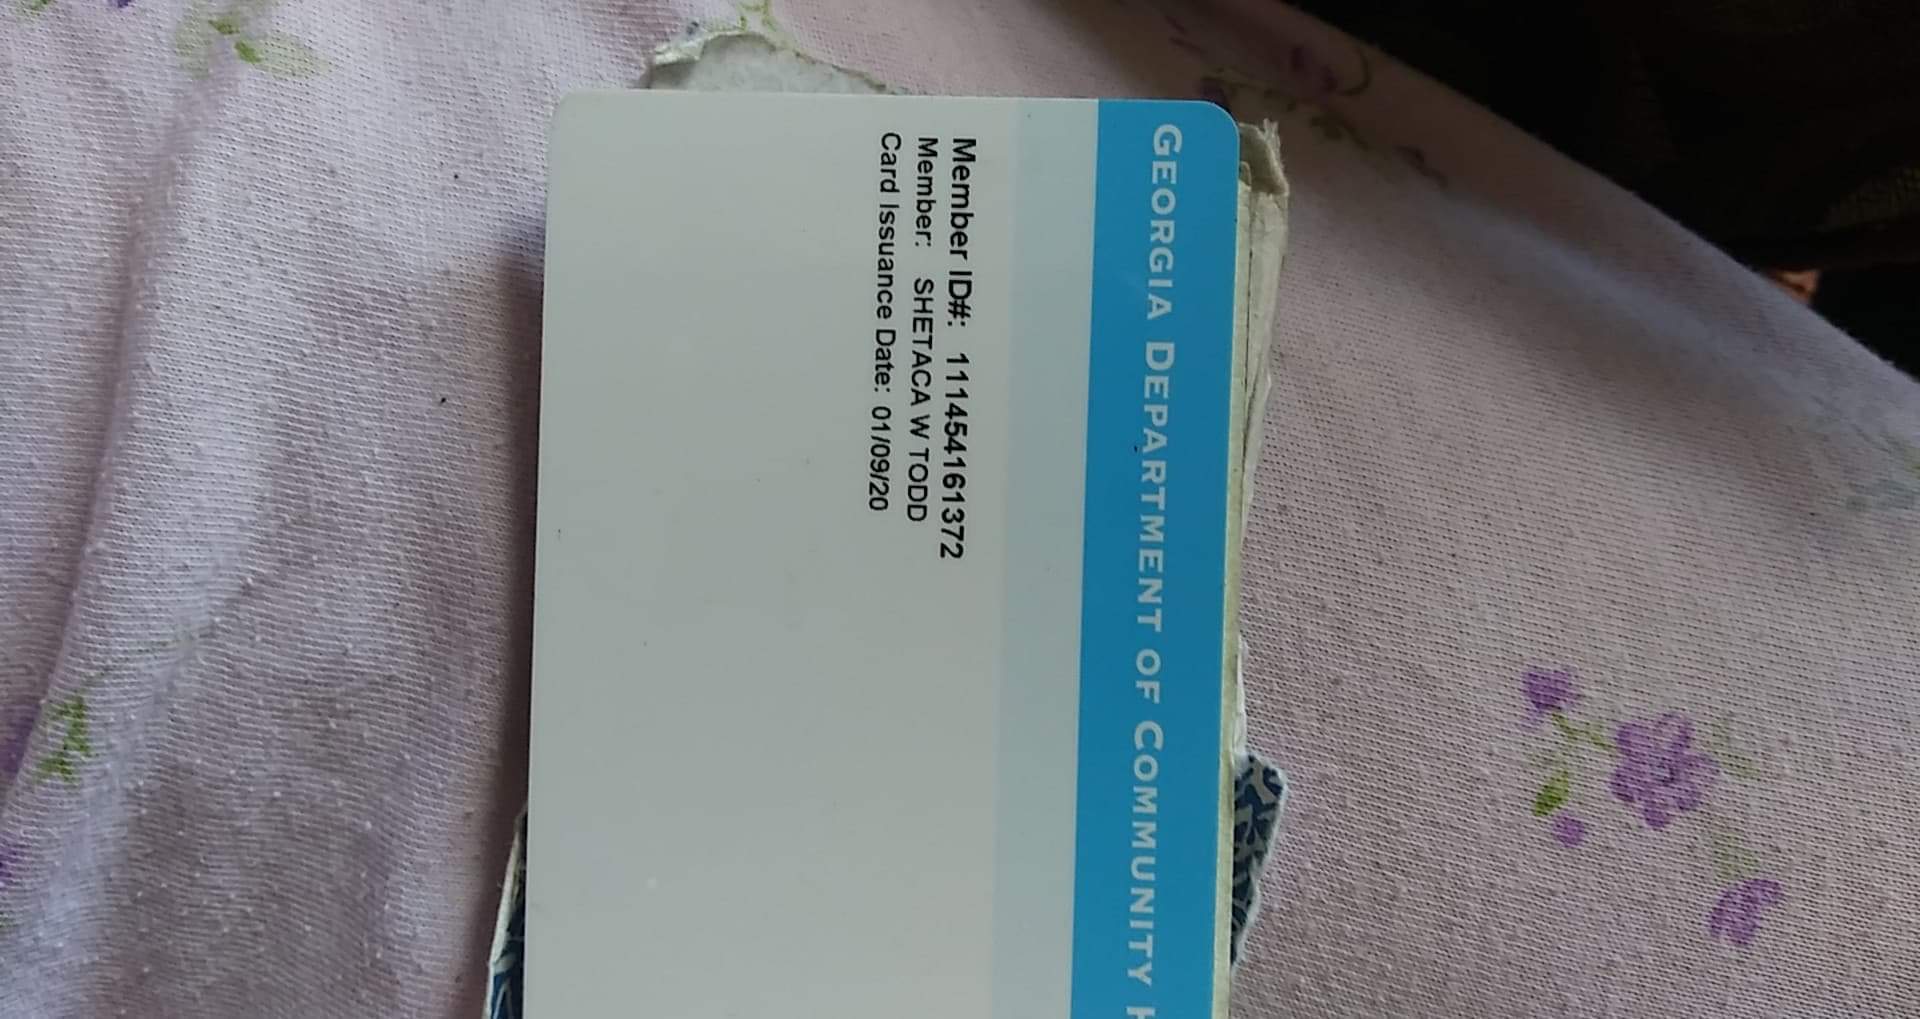 GEORGIA DEPARTMENT OF COMMUNITY
Member ID#: 111454161372
Member: SHETACA W TODD
Card Issuance Date: 01/09/20